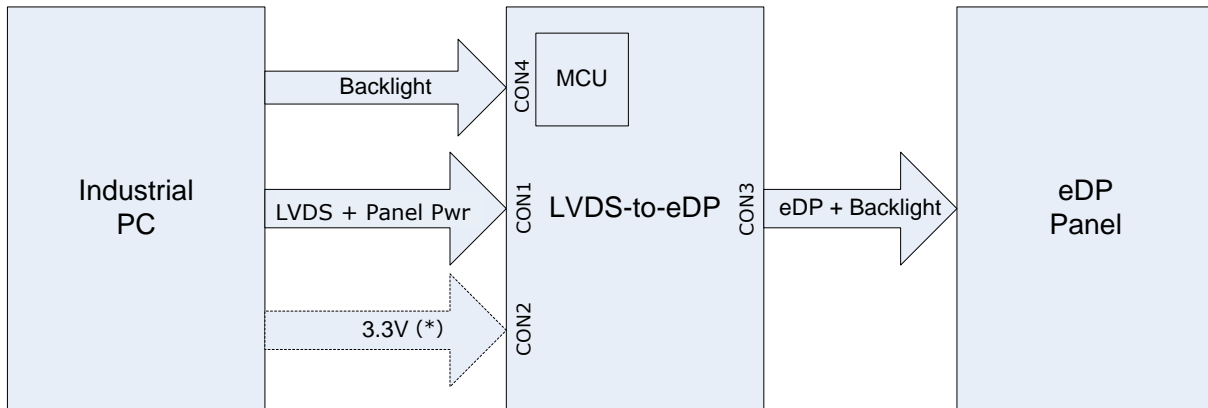 Industrial
PC
Backlight
LVDS + Panel Pwr
3.3V (*)
CON4
CON1
CON2
MCU
LVDS-to-eDP
CON3
eDP + Backlight
eDP
Panel